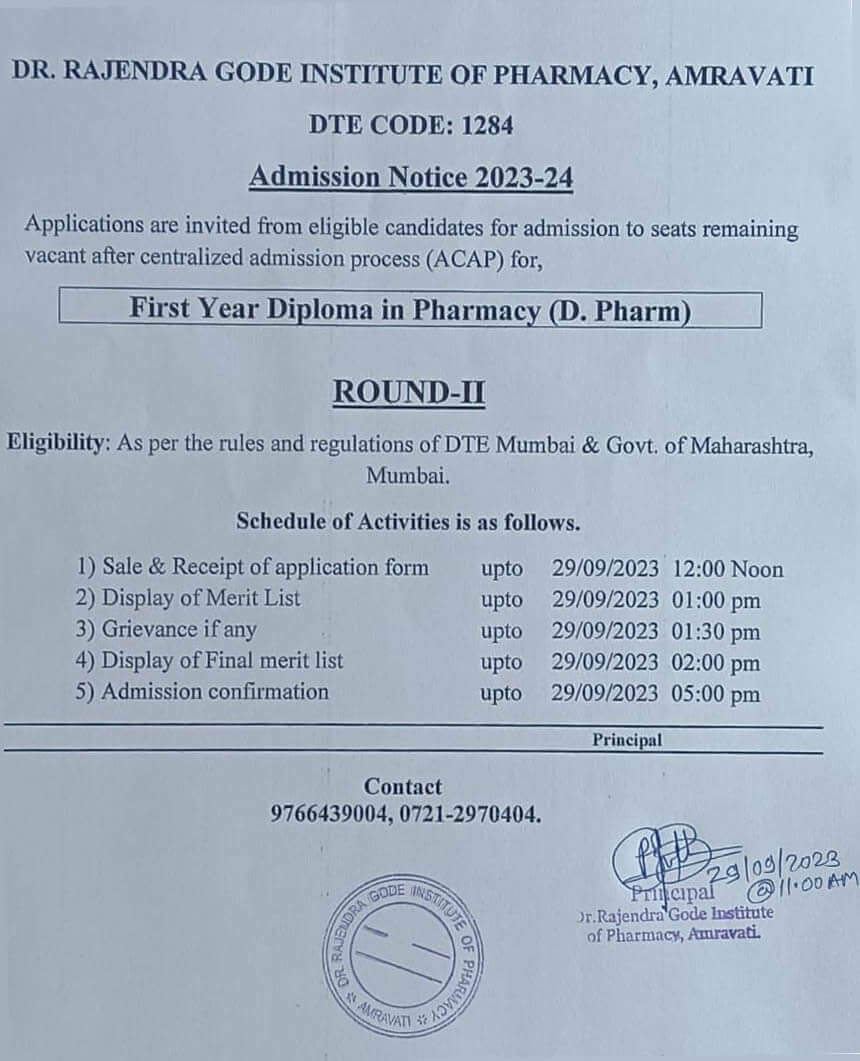 DR. RAJENDRA GODE INSTITUTE OF PHARMACY, AMRAVATI
DTE CODE: 1284
Admission Notice 2023-24
Applications are invited from eligible candidates for admission to seats remaining
vacant after centralized admission process (ACAP) for,
First Year Diploma in Pharmacy (D. Pharm)
ROUND-II
Eligibility: As per the rules and regulations of DTE Mumbai & Govt. of Maharashtra,
Mumbai.
Schedule of Activities is as follows.
1) Sale & Receipt of application form upto 29/09/2023 12:00 Noon
2) Display of Merit List upto 29/09/2023 01:00 pm
3) Grievance if any upto 29/09/2023 01:30 pm
4) Display of Final merit list upto 29/09/2023 02:00 pm
5) Admission confirmation upto 29/09/2023 05:00 pm
Principal
Contact
9766439004, 0721-2970404.
29/09/2023
@11.00AM
Principal
Dr.Rajendra Gode Institute
of Pharmacy, Amravati.
DR. RAJENDRA GODE INSTITUTE OF PHARMACY
AMRAVATI